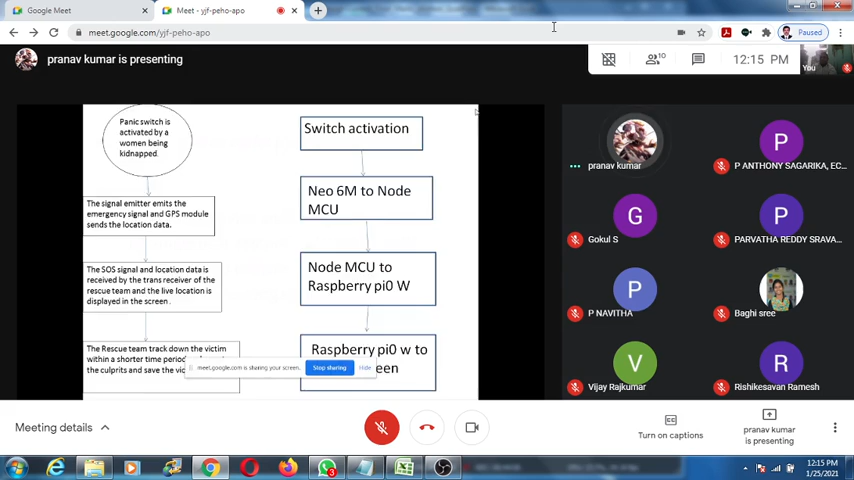 Google Meet
Meet - yjf-peho-apo
meet.google.com/yjf-peho-apo
Paused
pranav kumar is presenting
10
12:15 PM
You
Panic switch is
activated by a
women being
kidnapped.
The signal emitter emits the
emergency signal and GPS module
sends the location data.
The SOS signal and location data is
received by the trans receiver of the
rescue team and the live location is
displayed in the screen .
The Rescue team track down the victim
within a shorter time period
the culprits and save the
Switch activation
Neo 6M to Node
MCU
Node MCU to
Raspberry pi0 W
Raspberry pi0 w to
meet.google.com is sharing your screen.
Stop sharing
Hide
pranav kumar
P ANTHONY SAGARIKA, EC...
G
Gokul S
P
PARVATHA REDDY SRAVA...
P
P NAVITHA
Baghi sree
V
Vijay Rajkumar
R
Rishikesavan Ramesh
P
Meeting details
Turn on captions
pranav kumar
is presenting
3
12:15 PM
1/25/2021